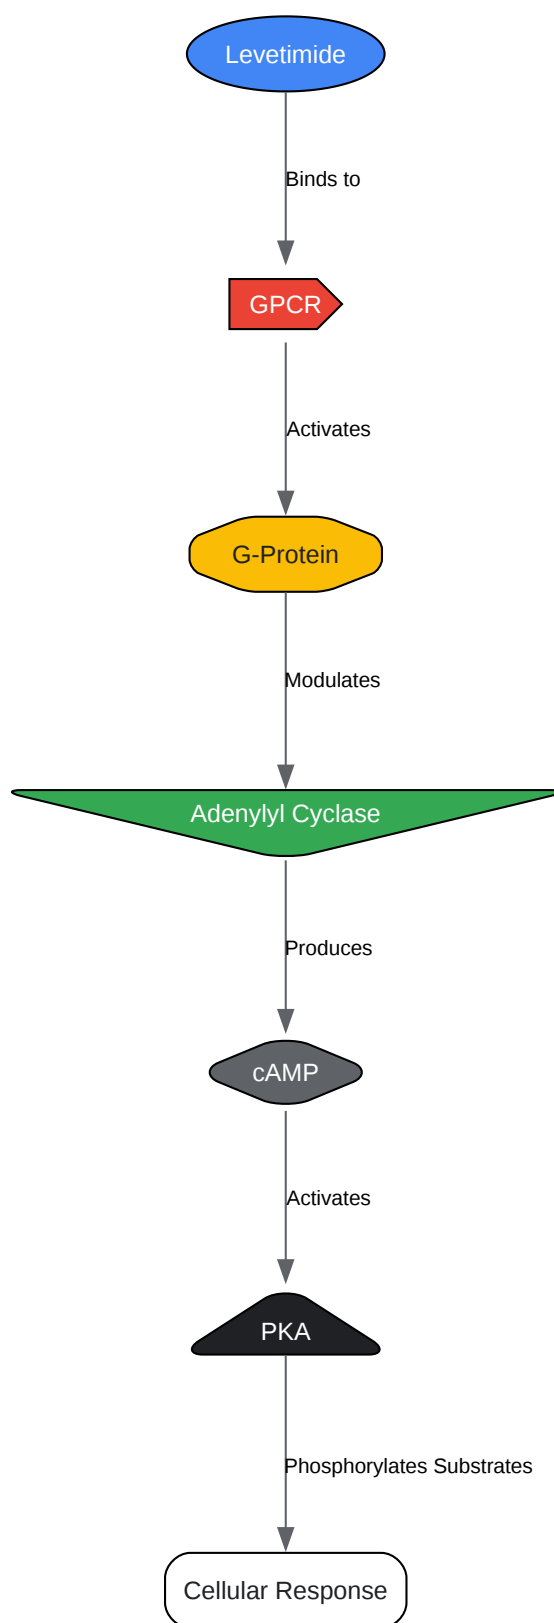 Levetimide
Binds to
GPCR
Activates
G-Protein
Modulates
Adenylyl Cyclase
Produces
cAMP
Activates
PKA
Phosphorylates Substrates
Cellular Response